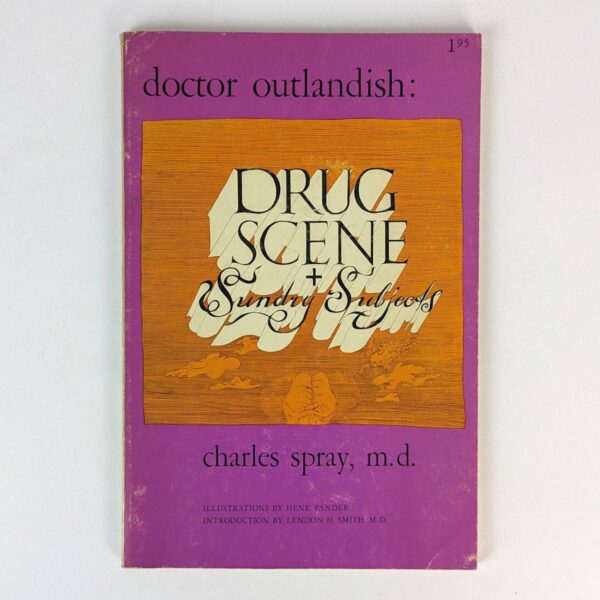 1 95
doctor outlandish:
DRUG
SCENE
+
Sundry Subjects
charles spray, m.d.
ILLUSTRATIONS BY HENK PANDER
INTRODUCTION BY LENDON H. SMITH, M.D.